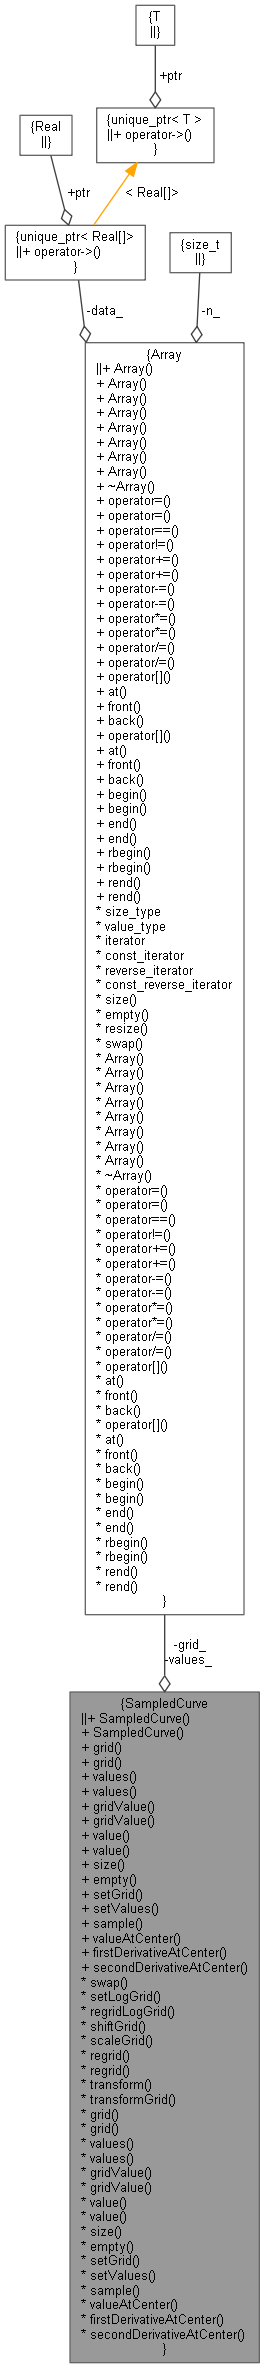 {T
||}
+ptr
{unique_ptr< T >
||+ operator->()
}
{Real
||}
+ptr
< Real[]>
{unique_ptr< Real[]>
||+ operator->()
}
{size_t
||}
-data_
-n_
{Array
||+ Array()
+ Array()
+ Array()
+ Array()
+ Array()
+ Array()
+ Array()
+ Array()
+ ~Array()
+ operator=()
+ operator=()
+ operator==()
+ operator!=()
+ operator+=()
+ operator+=()
+ operator-=()
+ operator-=()
+ operator*=()
+ operator*=()
+ operator/=()
+ operator/=()
+ operator[]()
+ at()
+ front()
+ back()
+ operator[]()
+ at()
+ front()
+ back()
+ begin()
+ begin()
+ end()
+ end()
+ rbegin()
+ rbegin()
+ rend()
+ rend()
* size_type
* value_type
* iterator
* const_iterator
* reverse_iterator
* const_reverse_iterator
* size()
* empty()
* resize()
* swap()
* Array()
* Array()
* Array()
* Array()
* Array()
* Array()
* Array()
* Array()
* ~Array()
* operator=()
* operator=()
* operator==()
* operator!=()
* operator+=()
* operator+=()
* operator-=()
* operator-=()
* operator*=()
* operator*=()
* operator/=()
* operator/=()
* operator[]()
* at()
* front()
* back()
* operator[]()
* at()
* front()
* back()
* begin()
* begin()
* end()
* end()
* rbegin()
* rbegin()
* rend()
* rend()
}
-grid_
-values_
{SampledCurve
||+ SampledCurve()
+ SampledCurve()
+ grid()
+ grid()
+ values()
+ values()
+ gridValue()
+ gridValue()
+ value()
+ value()
+ size()
+ empty()
+ setGrid()
+ setValues()
+ sample()
+ valueAtCenter()
+ firstDerivativeAtCenter()
+ secondDerivativeAtCenter()
* swap()
* setLogGrid()
* regridLogGrid()
* shiftGrid()
* scaleGrid()
* regrid()
* regrid()
* transform()
* transformGrid()
* grid()
* grid()
* values()
* values()
* gridValue()
* gridValue()
* value()
* value()
* size()
* empty()
* setGrid()
* setValues()
* sample()
* valueAtCenter()
* firstDerivativeAtCenter()
* secondDerivativeAtCenter()
}